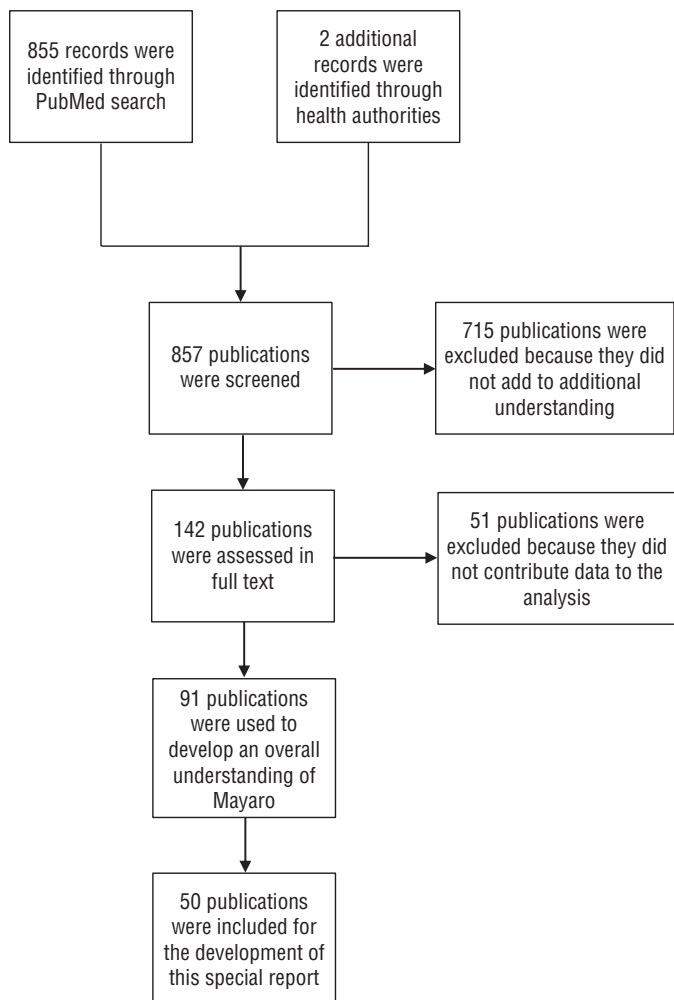 855 records were
identified through
PubMed search
2 additional
records were
identified through
health authorities
857 publications
were screened
715 publications were
excluded because they did
not add to additional
understanding
142 publications
were assessed in
full text
51 publications were
excluded because they did
not contribute data to the
analysis
91 publications
were used to
develop an overall
understanding of
Mayaro
50 publications
were included for
the development of
this special report